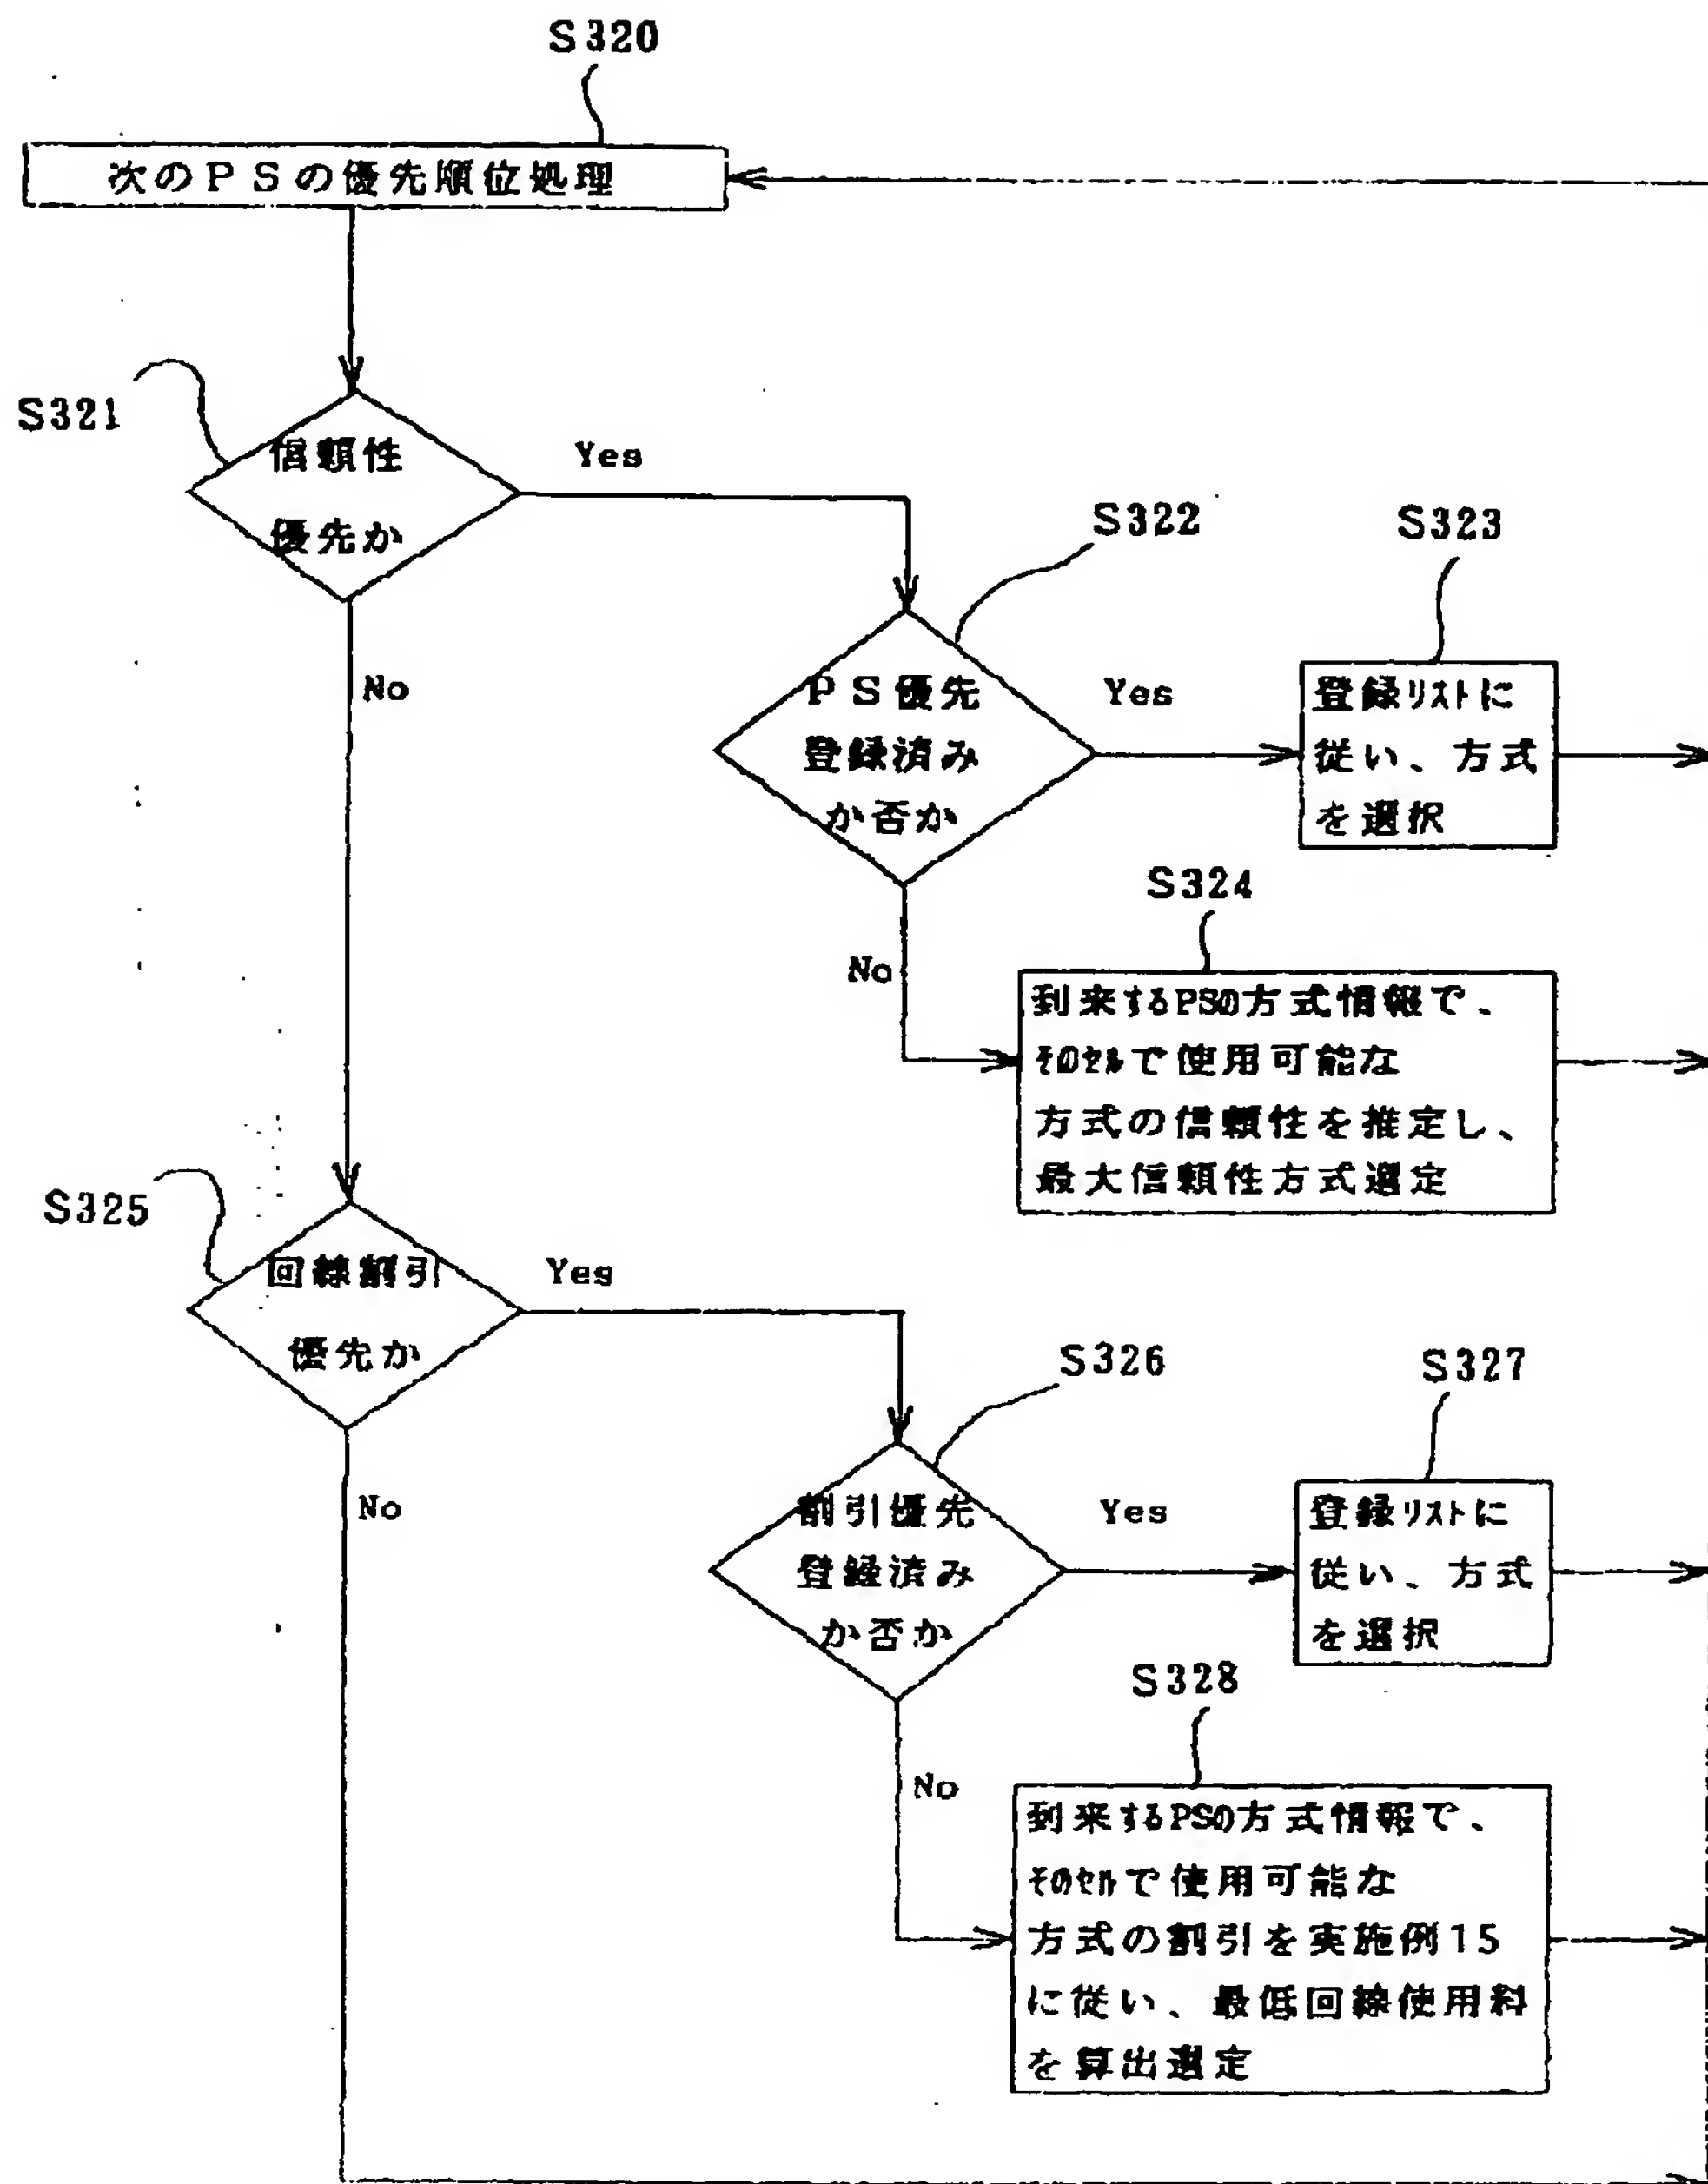 S320
次のPSの優先順位処理
S321
信頼性
優先か
Yes
No
S322
PS優先
登録済み
か否か
Yes
No
S323
登録リストに
従い、方式
を選択
S324
到来するPSの方式情報で、
そのセルで使用可能な
方式の信頼性を推定し、
最大信頼性方式選定
S325
回線割引
優先か
Yes
No
S326
割引優先
登録済み
か否か
Yes
No
S327
登録リストに
従い、方式
を選択
S328
到来するPSの方式情報で、
そのセルで使用可能な
方式の割引を実施例15
に従い、最低回線使用料
を算出選定